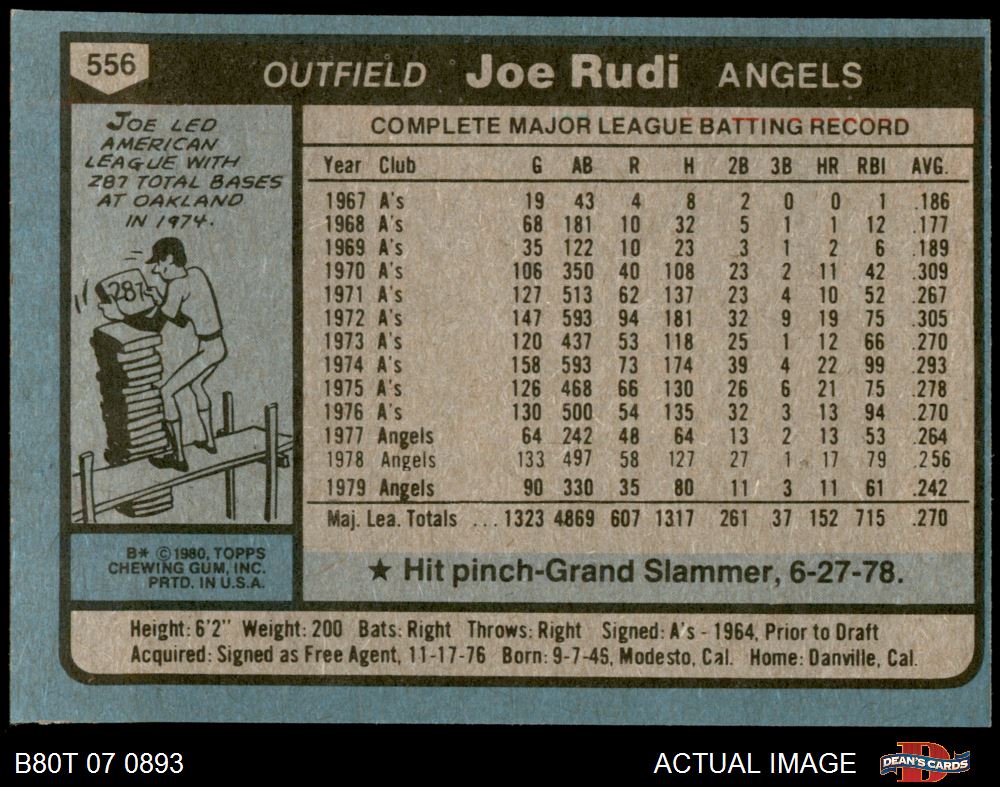 556 OUTFIELD Joe Rudi ANGELS
JOE LED
AMERICAN
LEAGUE WITH
287 TOTAL BASES
AT OAKLAND
IN 1974.
287
COMPLETE MAJOR LEAGUE BATTING RECORD
Year Club G AB R H 2B 3B HR RBI AVG.
1967 A's 19 43 4 8 2 0 0 1 .186
1968 A's 68 181 10 32 5 1 1 12 .177
1969 A's 35 122 10 23 3 1 2 6 .189
1970 A's 106 350 40 108 23 2 11 42 .309
1971 A's 127 513 62 137 23 4 10 52 .267
1972 A's 147 593 94 181 32 9 19 75 .305
1973 A's 120 437 53 118 25 1 12 66 .270
1974 A's 158 593 73 174 39 4 22 99 .293
1975 A's 126 468 66 130 26 6 21 75 .278
1976 A's 130 500 54 135 32 3 13 94 .270
1977 Angels 64 242 48 64 13 2 13 53 .264
1978 Angels 133 497 58 127 27 1 17 79 .256
1979 Angels 90 330 35 80 11 3 11 61 .242
Maj. Lea. Totals ... 1323 4869 607 1317 261 37 152 715 .270
B* © 1980, TOPPS
CHEWING GUM, INC.
PRTD. IN U.S.A.
★ Hit pinch-Grand Slammer, 6-27-78.
Height: 6'2" Weight: 200 Bats: Right Throws: Right Signed: A's - 1964, Prior to Draft
Acquired: Signed as Free Agent, 11-17-76 Born: 9-7-46, Modesto, Cal. Home: Danville, Cal.
B80T 07 0893
ACTUAL IMAGE
D
DEAN'S CARDS